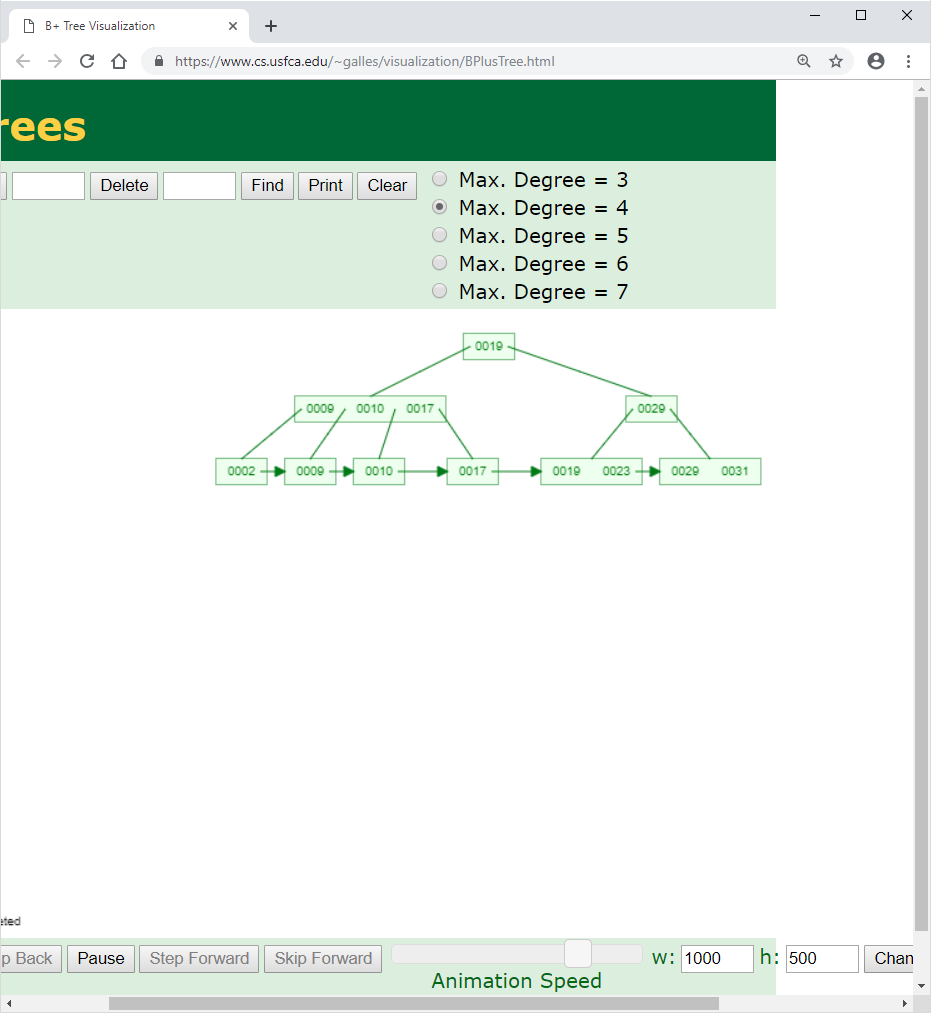 B+ Tree Visualization
https://www.cs.usfca.edu/~galles/visualization/BPlusTree.html
rees
Delete Find Print Clear
Max. Degree = 3
Max. Degree = 4
Max. Degree = 5
Max. Degree = 6
Max. Degree = 7
0019
0009 0010 0017 0029
0002 0009 0010 0017 0019 0023 0029 0031
eted
p Back Pause Step Forward Skip Forward w: 1000 h: 500 Chan
Animation Speed